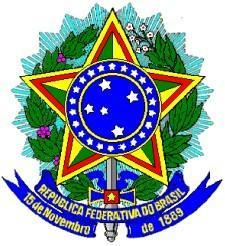 REPÚBLICA FEDERATIVA DO BRASIL
15 de Novembro de 1889